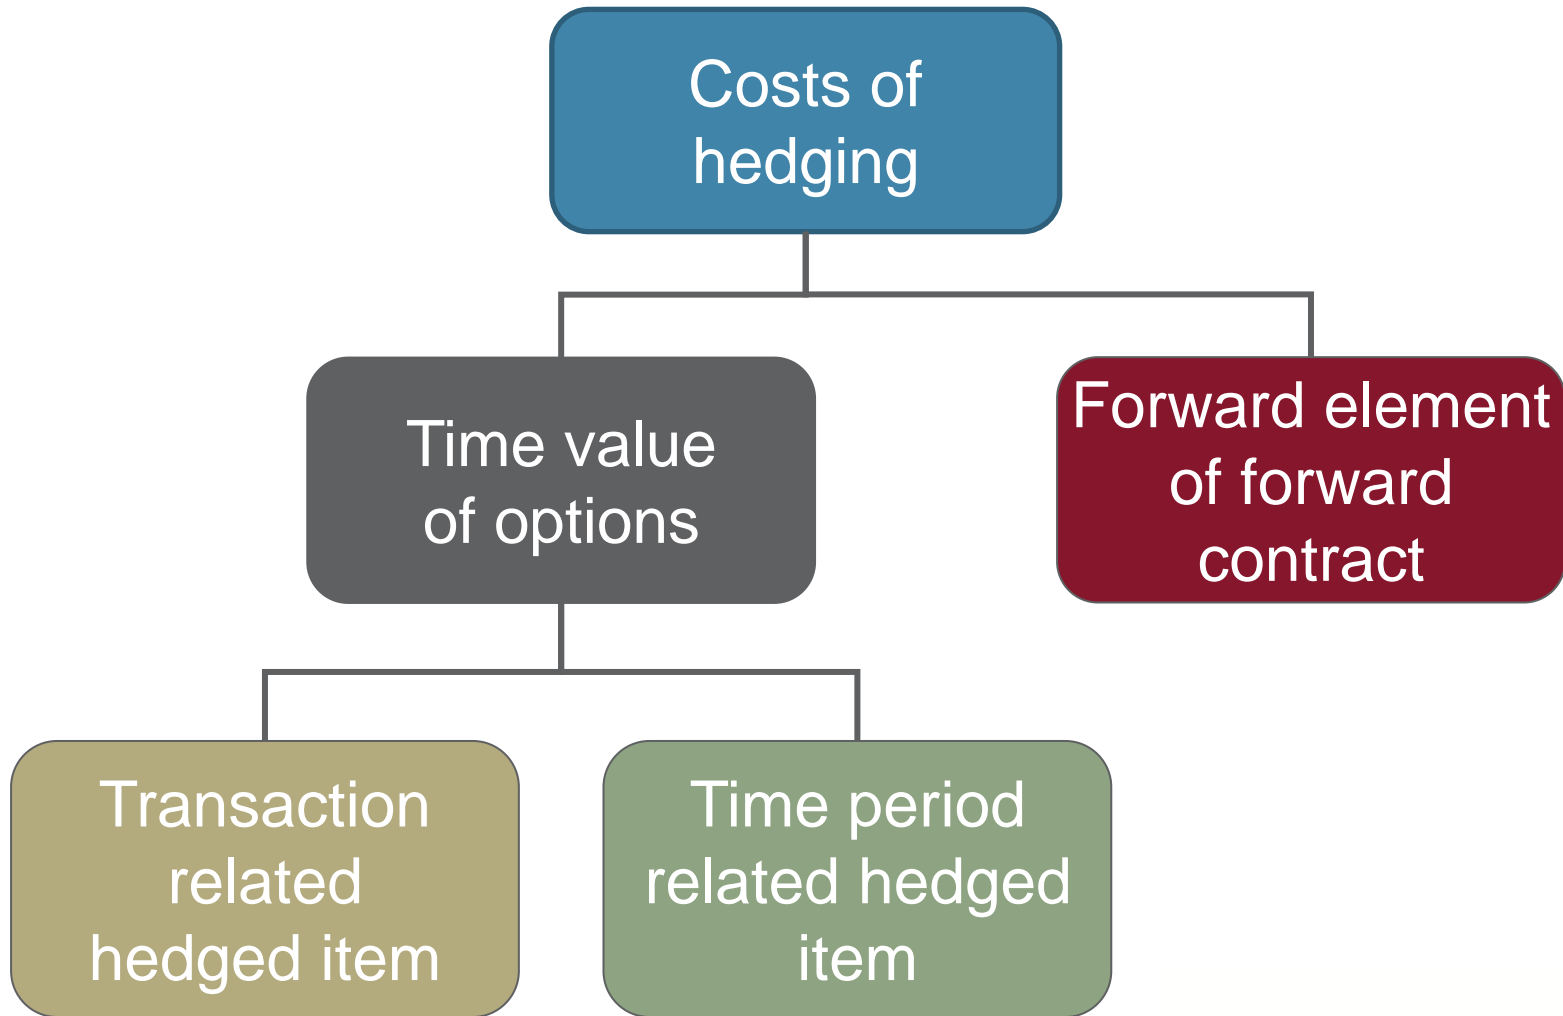 Costs of
hedging
Time value
of options
Forward element
of forward
contract
Transaction
related
hedged item
Time period
related hedged
item